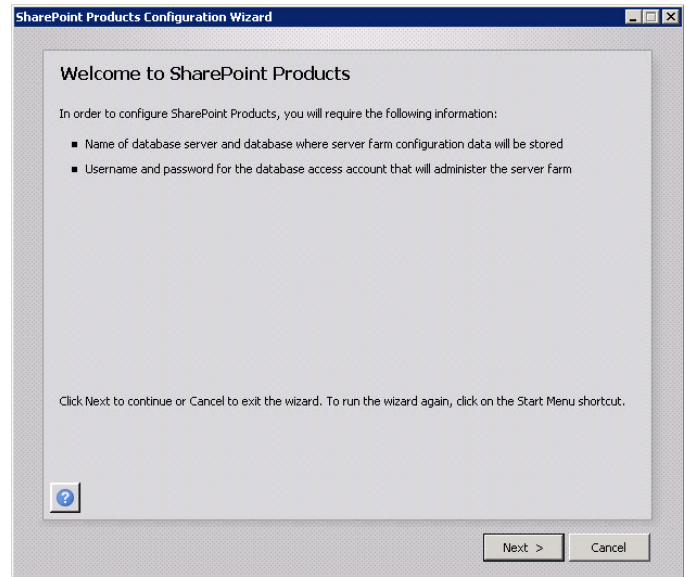 SharePoint Products Configuration Wizard
Welcome to SharePoint Products
In order to configure SharePoint Products, you will require the following information:
Name of database server and database where server farm configuration data will be stored
Username and password for the database access account that will administer the server farm
Click Next to continue or Cancel to exit the wizard. To run the wizard again, click on the Start Menu shortcut.
?
Next > Cancel